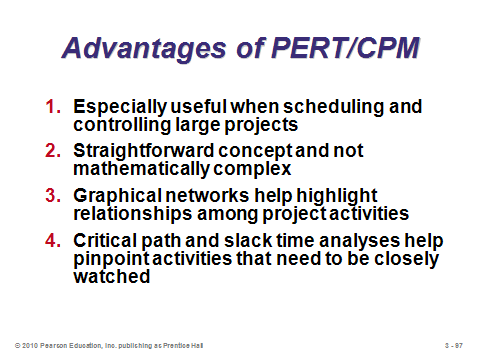 Advantages of PERT/CPM
1. Especially useful when scheduling and
controlling large projects
2. Straightforward concept and not
mathematically complex
3. Graphical networks help highlight
relationships among project activities
4. Critical path and slack time analyses help
pinpoint activities that need to be closely
watched
© 2010 Pearson Education, Inc. publishing as Prentice Hall
3 - 97